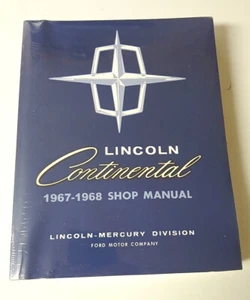 LINCOLN
Continental
1967-1968 SHOP MANUAL
LINCOLN-MERCURY DIVISION
FORD MOTOR COMPANY